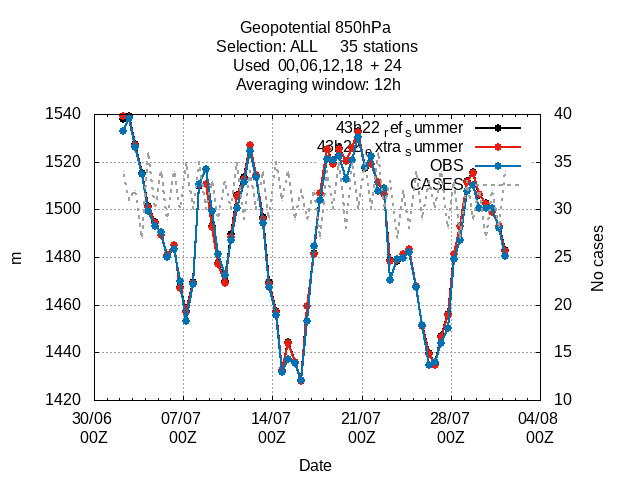 Geopotential 850hPa
Selection: ALL 35 stations
Used 00,06,12,18 + 24
Averaging window: 12h
1540 40
43h22_ref_summer
43h22_extra_summer
1520 35
OBS
CASES
1500 30
1480 25
m No cases
1460 20
1440 15
1420 10
30/06 07/07 14/07 21/07 28/07 04/08
00Z 00Z 00Z 00Z 00Z 00Z
Date